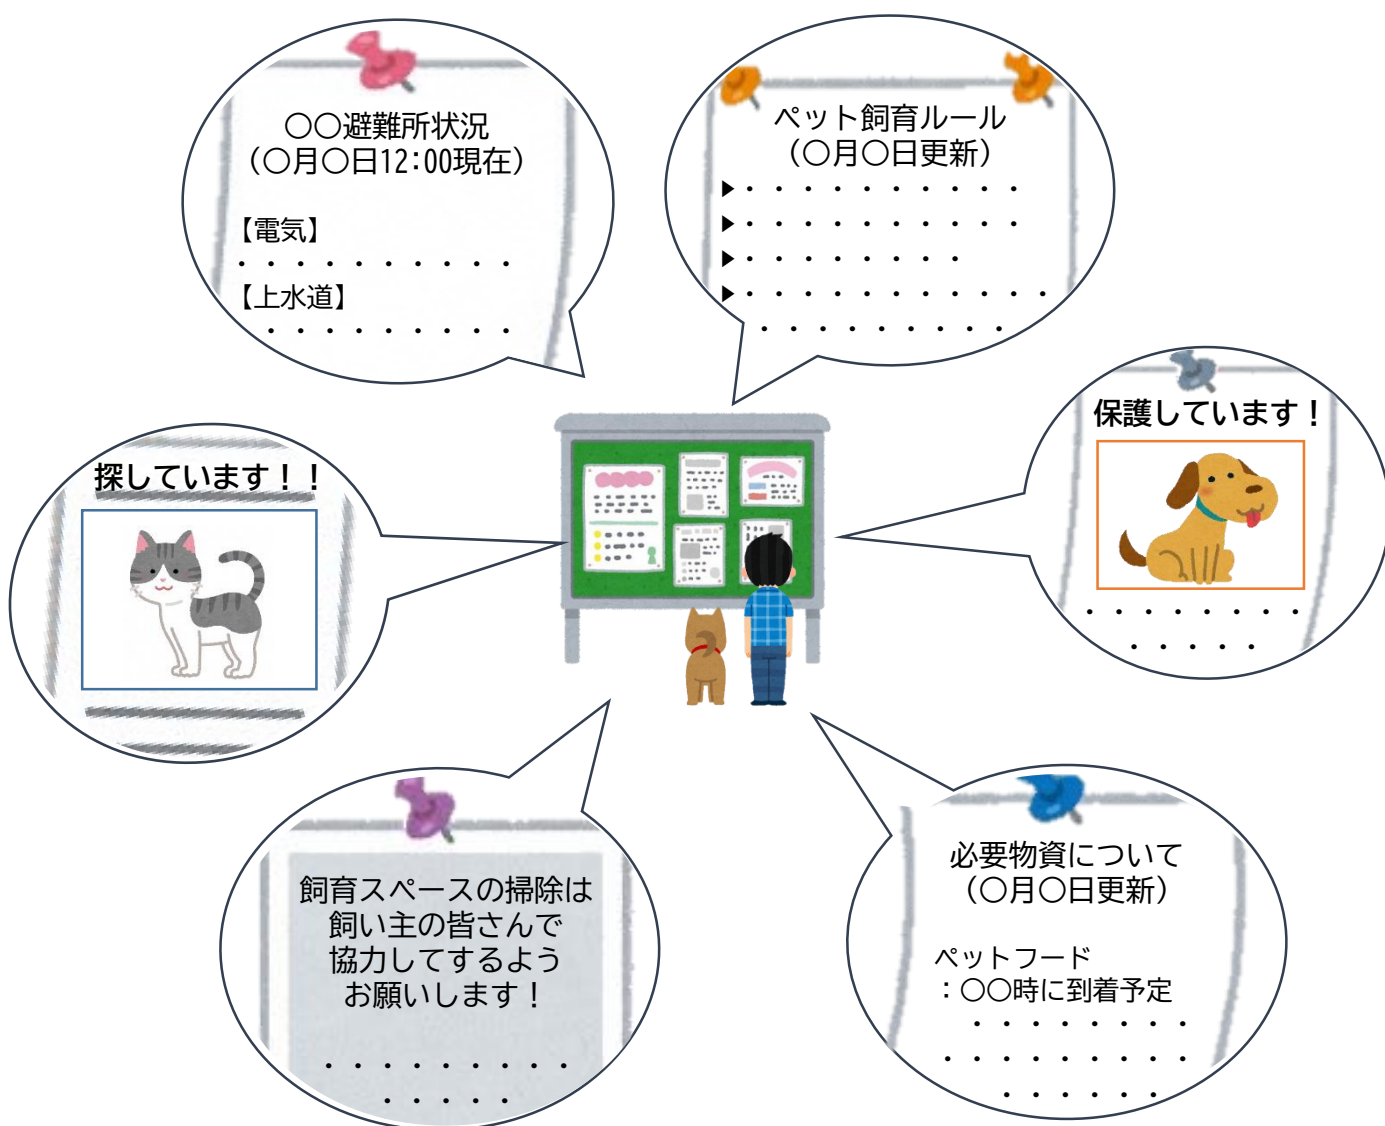 〇〇避難所状況
(〇月〇日12:00現在)
【電気】
・・・・・・・・・・
【上水道】
・・・・・・・・・
ペット飼育ルール
(〇月〇日更新)
▶・・・・・・・・・・
▶・・・・・・・・・・
▶・・・・・・・・
▶・・・・・・・・・・・
・・・・・・・・・
探しています！！
保護しています！
・・・・・・・・
・・・・・
飼育スペースの掃除は
飼い主の皆さんで
協力してするよう
お願いします！
・・・・・・・・・
・・・・・
必要物資について
(〇月〇日更新)
ペットフード
：〇〇時に到着予定
・・・・・・・・
・・・・・・・・・
・・・・・・